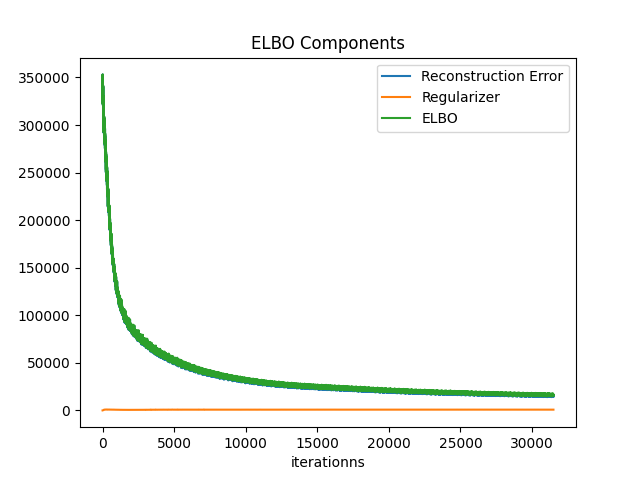 ELBO Components
Reconstruction Error
Regularizer
ELBO
350000
300000
250000
200000
150000
100000
50000
0
0 5000 10000 15000 20000 25000 30000
iterationns